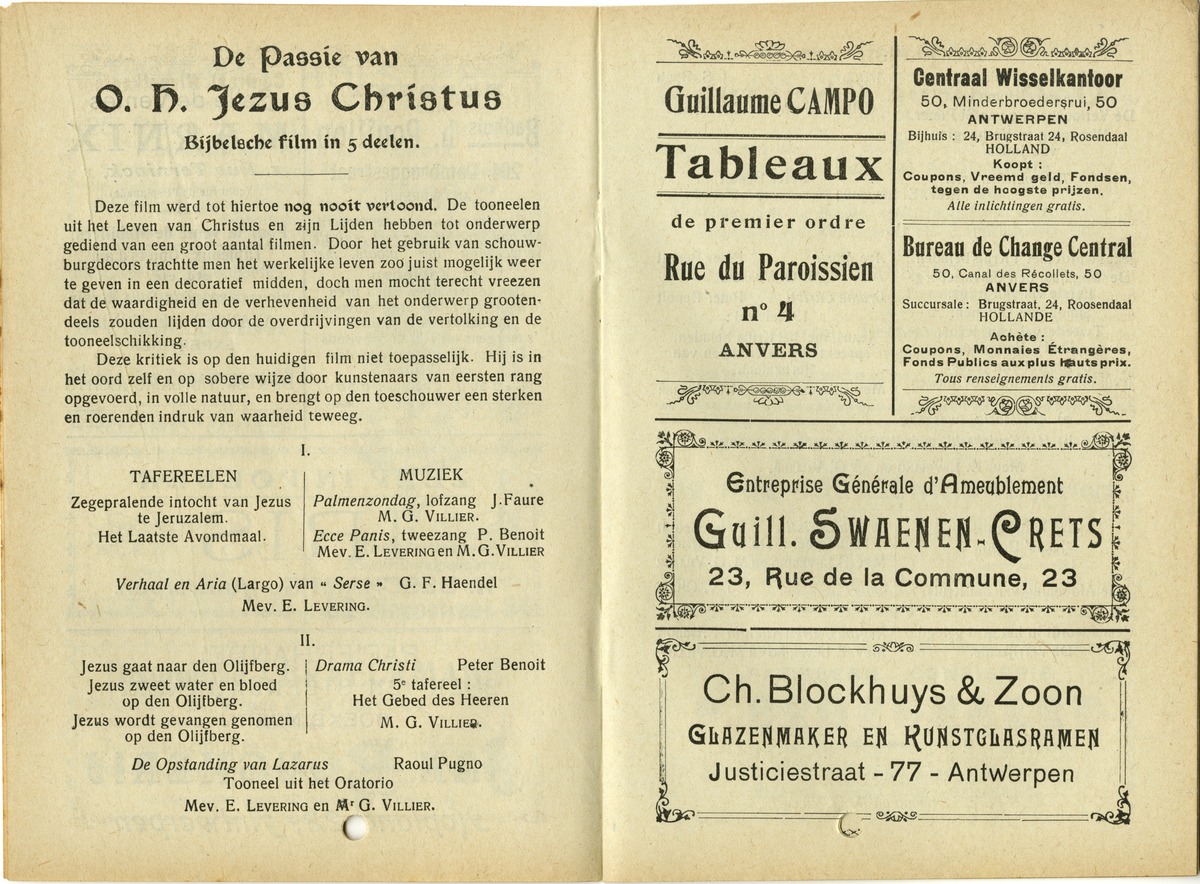 De Passie van
O. H. Jezus Christus
Bijbelsche film in 5 deelen.
Deze film werd tot hiertoe nog nooit vertoond. De tooneelen
uit het Leven van Christus en zijn Lijden hebben tot onderwerp
gediend van een groot aantal filmen. Door het gebruik van schouw-
burgdecors trachtte men het werkelijke leven zoo juist mogelijk weer
te geven in een decoratief midden, doch men mocht terecht vreezen
dat de waardigheid en de verhevenheid van het onderwerp grooten-
deels zouden lijden door de overdrijvingen van de vertolking en de
tooneelschikking.
Deze kritiek is op den huidigen film niet toepasselijk. Hij is in
het oord zelf en op sobere wijze door kunstenaars van eersten rang
opgevoerd, in volle natuur, en brengt op den toeschouwer een sterken
en roerenden indruk van waarheid teweeg.
I.
TAFEREELEN
Zegepralende intocht van Jezus
te Jeruzalem.
Het Laatste Avondmaal.
MUZIEK
Palmenzondag, lofzang J.Faure
M. G. VILLIER.
Ecce Panis, tweezang P. Benoit
Mev. E. LEVERING en M.G.VILLIER
Verhaal en Aria (Largo) van " Serse " G. F. Haendel
Mev. E. LEVERING.
II.
Jezus gaat naar den Olijfberg.
Jezus zweet water en bloed
op den Olijfberg.
Jezus wordt gevangen genomen
op den Olijfberg.
Drama Christi Peter Benoit
5e tafereel :
Het Gebed des Heeren
M. G. VILLIER.
De Opstanding van Lazarus Raoul Pugno
Tooneel uit het Oratorio
Mev. E. LEVERING en Mr G. VILLIER.
Guillaume CAMPO
Tableaux
de premier ordre
Rue du Paroissien
no 4
ANVERS
Centraal Wisselkantoor
50, Minderbroedersrui, 50
ANTWERPEN
Bijhuis : 24, Brugstraat 24, Rosendaal
HOLLAND
Koopt :
Coupons, Vreemd geld, Fondsen,
tegen de hoogste prijzen.
Alle inlichtingen gratis.
Bureau de Change Central
50, Canal des Récollets, 50
ANVERS
Succursale : Brugstraat, 24, Roosendaal
HOLLANDE
Achète :
Coupons, Monnaies Étrangères,
Fonds Publics aux plus hauts prix.
Tous renseignements gratis.
Entreprise Générale d'Ameublement
Guill. SWAENEN-CRETS
23, Rue de la Commune, 23
Ch. Blockhuys & Zoon
GLAZENMAKER EN KUNSTGLASRAMEN
Justiciestraat - 77 - Antwerpen